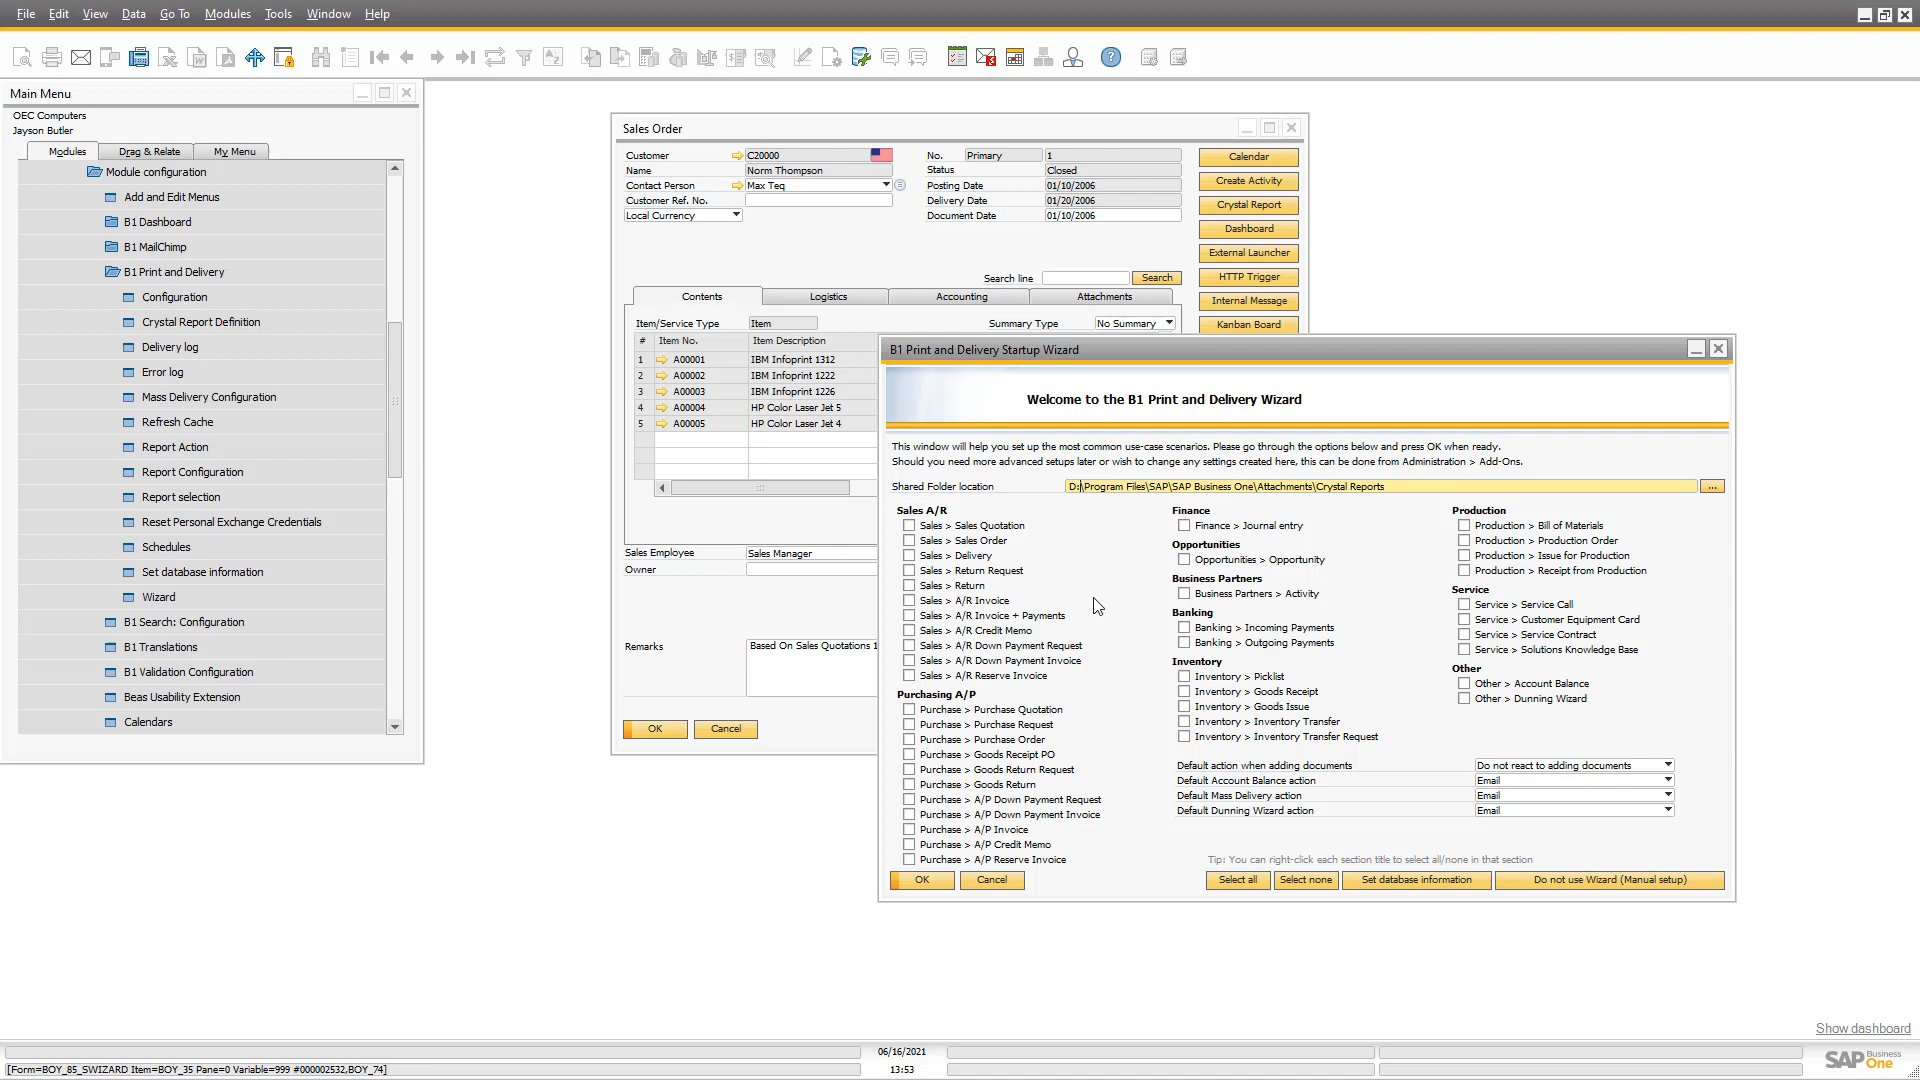 File Edit View Data Go To Modules Tools Window Help
Main Menu
OEC Computers
Jayson Butler
Modules Drag & Relate My Menu
Module configuration
Add and Edit Menus
B1 Dashboard
B1 MailChimp
B1 Print and Delivery
Configuration
Crystal Report Definition
Delivery log
Error log
Mass Delivery Configuration
Refresh Cache
Report Action
Report Configuration
Report selection
Reset Personal Exchange Credentials
Schedules
Set database information
Wizard
B1 Search: Configuration
B1 Translations
B1 Validation Configuration
Beas Usability Extension
Calendars
Sales Order
Customer C20000
Name Norm Thompson
Contact Person Max Teq
Customer Ref. No.
Local Currency
No. Primary 1
Status Closed
Posting Date 01/10/2006
Delivery Date 01/20/2006
Document Date 01/10/2006
Calendar
Create Activity
Crystal Report
Dashboard
External Launcher
HTTP Trigger
Internal Message
Kanban Board
Search line Search
Contents Logistics Accounting Attachments
Item/Service Type Item Summary Type No Summary
# Item No. Item Description
1 A00001 IBM Infoprint 1312
2 A00002 IBM Infoprint 1222
3 A00003 IBM Infoprint 1226
4 A00004 HP Color Laser Jet 5
5 A00005 HP Color Laser Jet 4
Sales Employee Sales Manager
Owner
Remarks Based On Sales Quotations 1
OK Cancel
B1 Print and Delivery Startup Wizard
Welcome to the B1 Print and Delivery Wizard
This window will help you set up the most common use-case scenarios. Please go through the options below and press OK when ready.
Should you need more advanced setups later or wish to change any settings created here, this can be done from Administration > Add-Ons.
Shared Folder location D:\Program Files\SAP\SAP Business One\Attachments\Crystal Reports ...
Sales A/R
Sales > Sales Quotation
Sales > Sales Order
Sales > Delivery
Sales > Return Request
Sales > Return
Sales > A/R Invoice
Sales > A/R Invoice + Payments
Sales > A/R Credit Memo
Sales > A/R Down Payment Request
Sales > A/R Down Payment Invoice
Sales > A/R Reserve Invoice
Purchasing A/P
Purchase > Purchase Quotation
Purchase > Purchase Request
Purchase > Purchase Order
Purchase > Goods Receipt PO
Purchase > Goods Return Request
Purchase > Goods Return
Purchase > A/P Down Payment Request
Purchase > A/P Down Payment Invoice
Purchase > A/P Invoice
Purchase > A/P Credit Memo
Purchase > A/P Reserve Invoice
Finance
Finance > Journal entry
Opportunities
Opportunities > Opportunity
Business Partners
Business Partners > Activity
Banking
Banking > Incoming Payments
Banking > Outgoing Payments
Inventory
Inventory > Picklist
Inventory > Goods Receipt
Inventory > Goods Issue
Inventory > Inventory Transfer
Inventory > Inventory Transfer Request
Production
Production > Bill of Materials
Production > Production Order
Production > Issue for Production
Production > Receipt from Production
Service
Service > Service Call
Service > Customer Equipment Card
Service > Service Contract
Service > Solutions Knowledge Base
Other
Other > Account Balance
Other > Dunning Wizard
Default action when adding documents Do not react to adding documents
Default Account Balance action Email
Default Mass Delivery action Email
Default Dunning Wizard action Email
Tip: You can right-click each section title to select all/none in that section
OK Cancel Select all Select none Set database information Do not use Wizard (Manual setup)
Show dashboard
06/16/2021
13:53
[Form=BOY_85_SWIZARD Item=BOY_35 Pane=0 Variable=999 #000002532,BOY_74]
SAP Business One